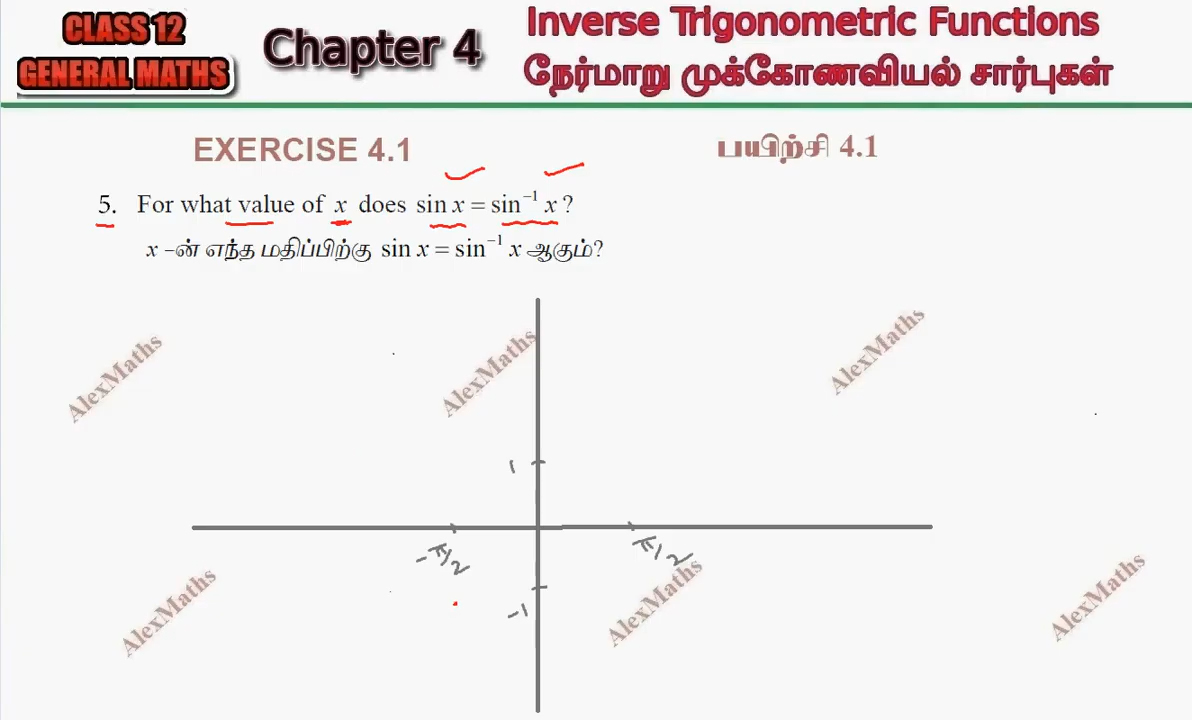 CLASS 12
GENERAL MATHS
Chapter 4
Inverse Trigonometric Functions
நேர்மாறு முக்கோணவியல் சார்புகள்
EXERCISE 4.1
பயிற்சி 4.1
5. For what value of x does sin x = sin⁻¹ x ?
x -ன் எந்த மதிப்பிற்கு sin x = sin⁻¹ x ஆகும்?
AlexMaths
AlexMaths
AlexMaths
1
-π/2
π/2
-1
AlexMaths
AlexMaths
AlexMaths